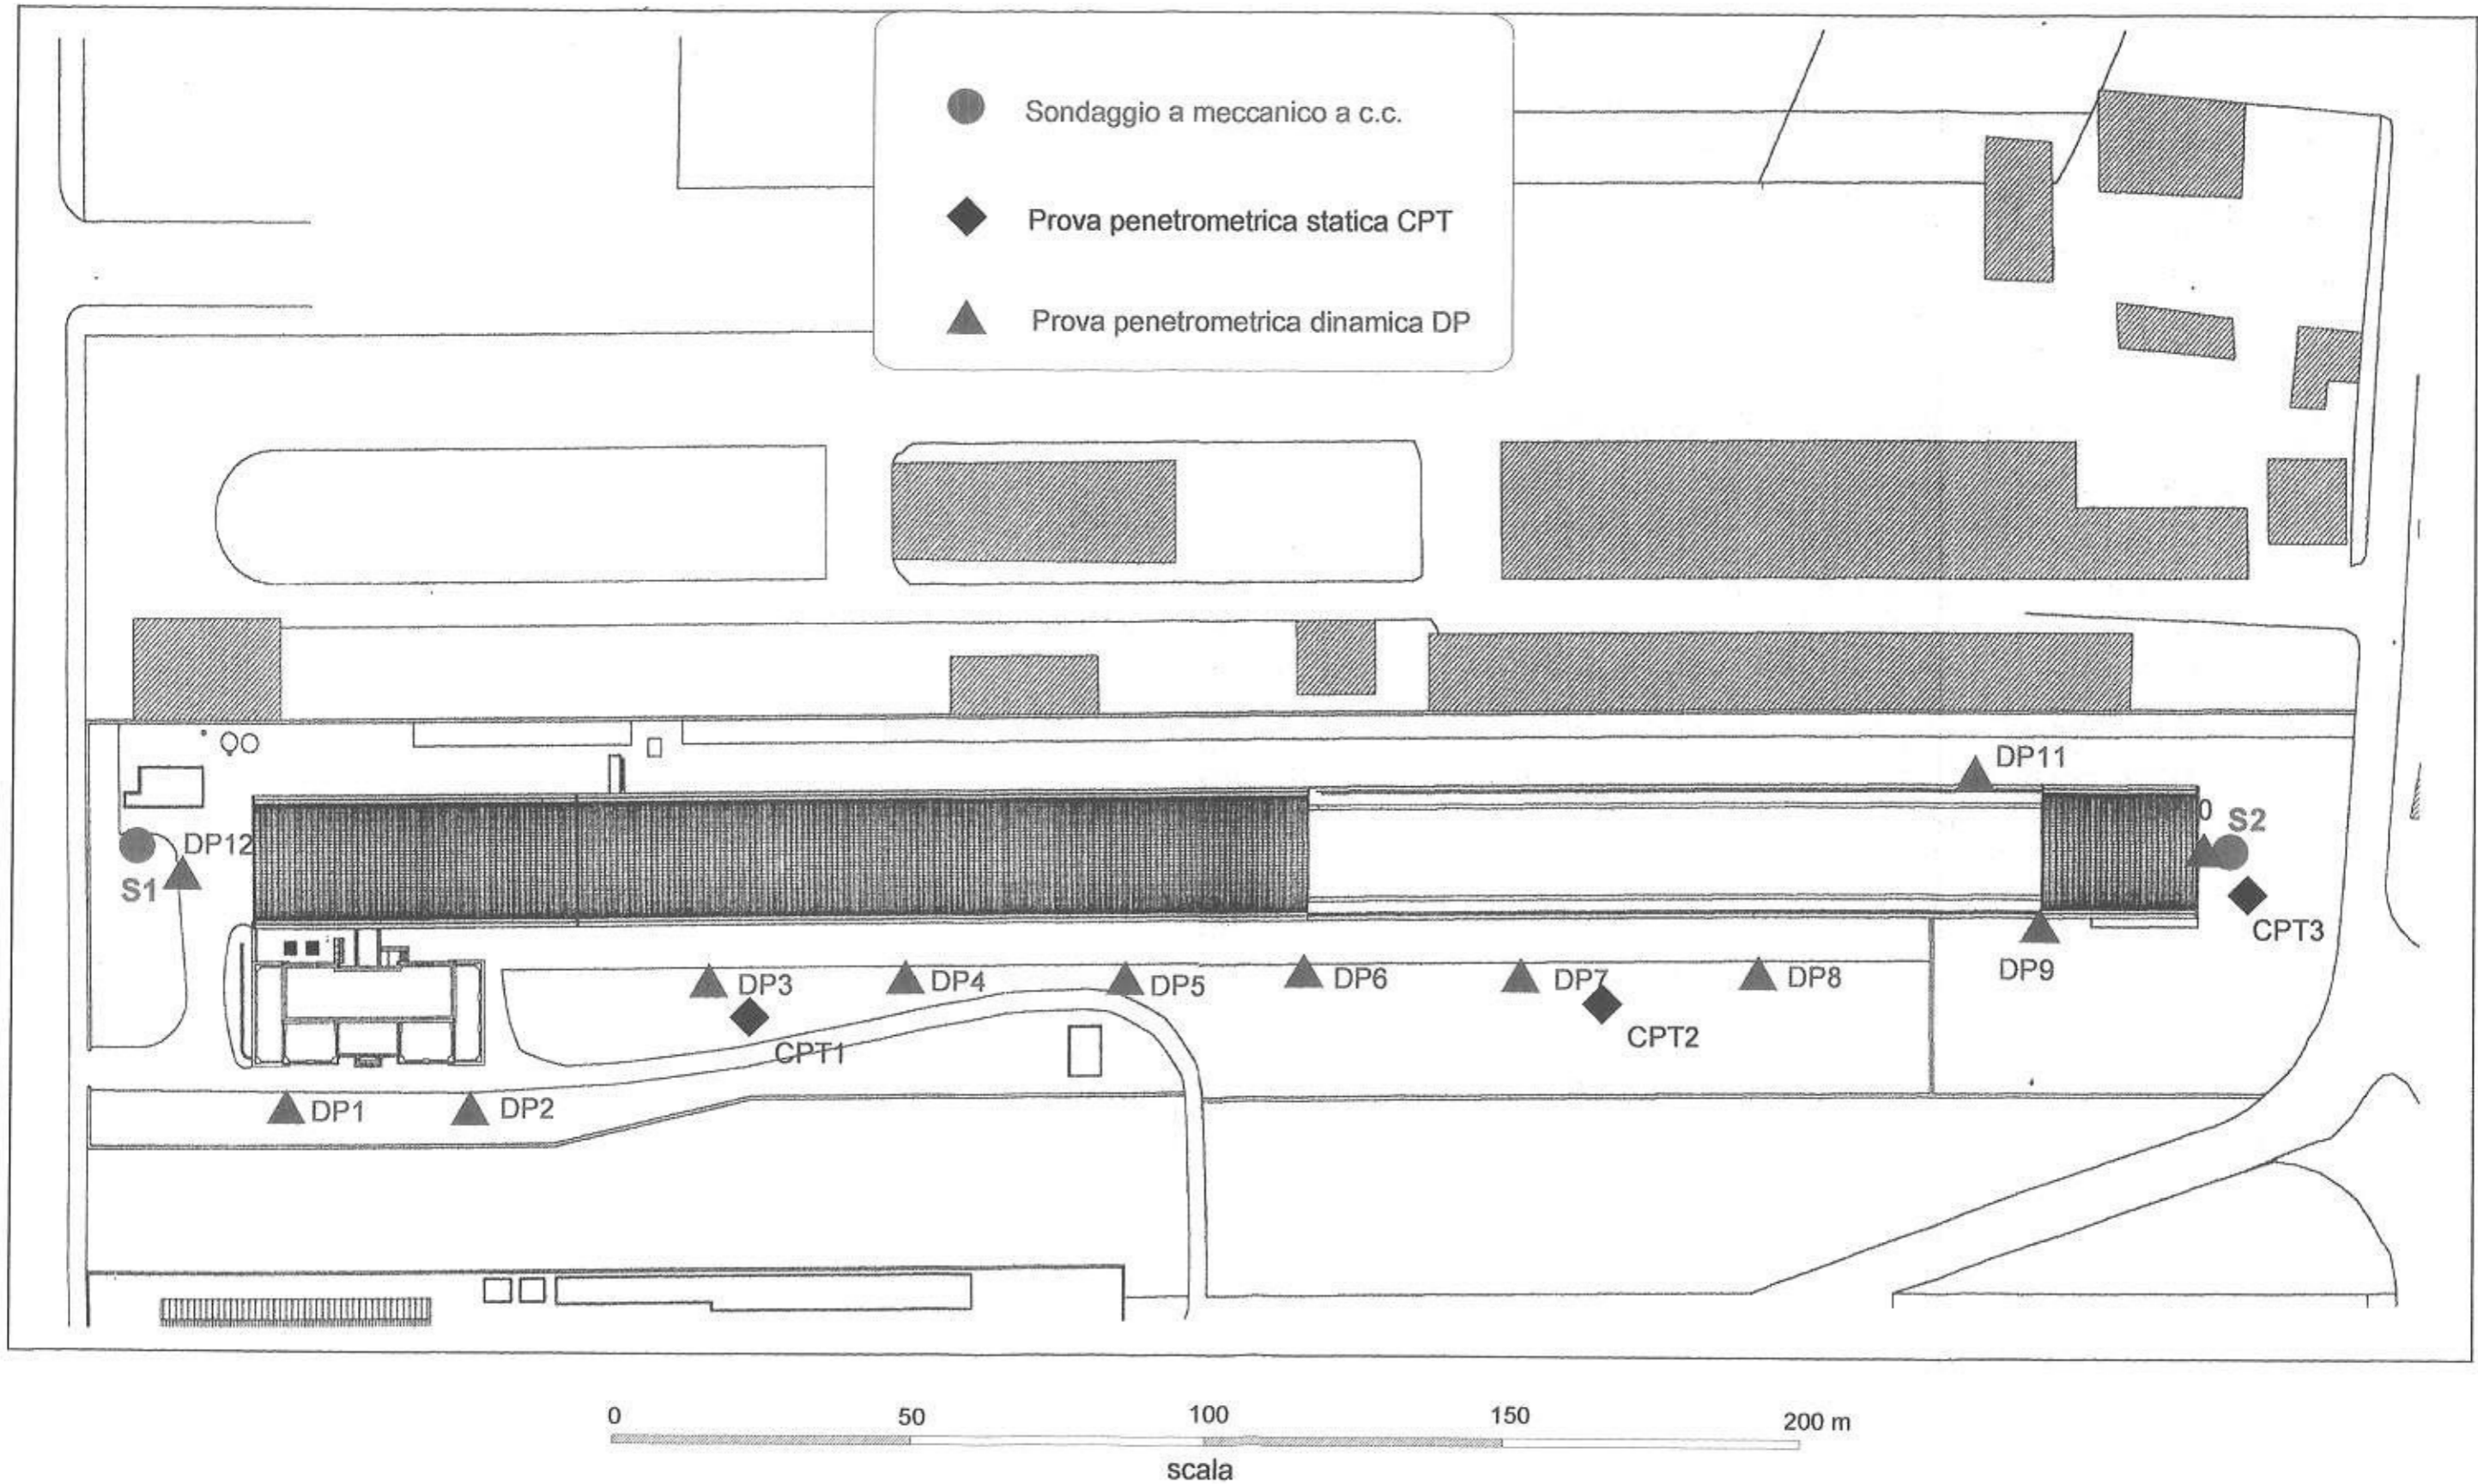 Sondaggio a meccanico a c.c.
Prova penetrometrica statica CPT
Prova penetrometrica dinamica DP
DP11
S2
DP12
S1
CPT3
DP9
DP3
DP4
DP5
DP6
DP7
DP8
CPT1
CPT2
DP1
DP2
0
50
100
150
200 m
scala